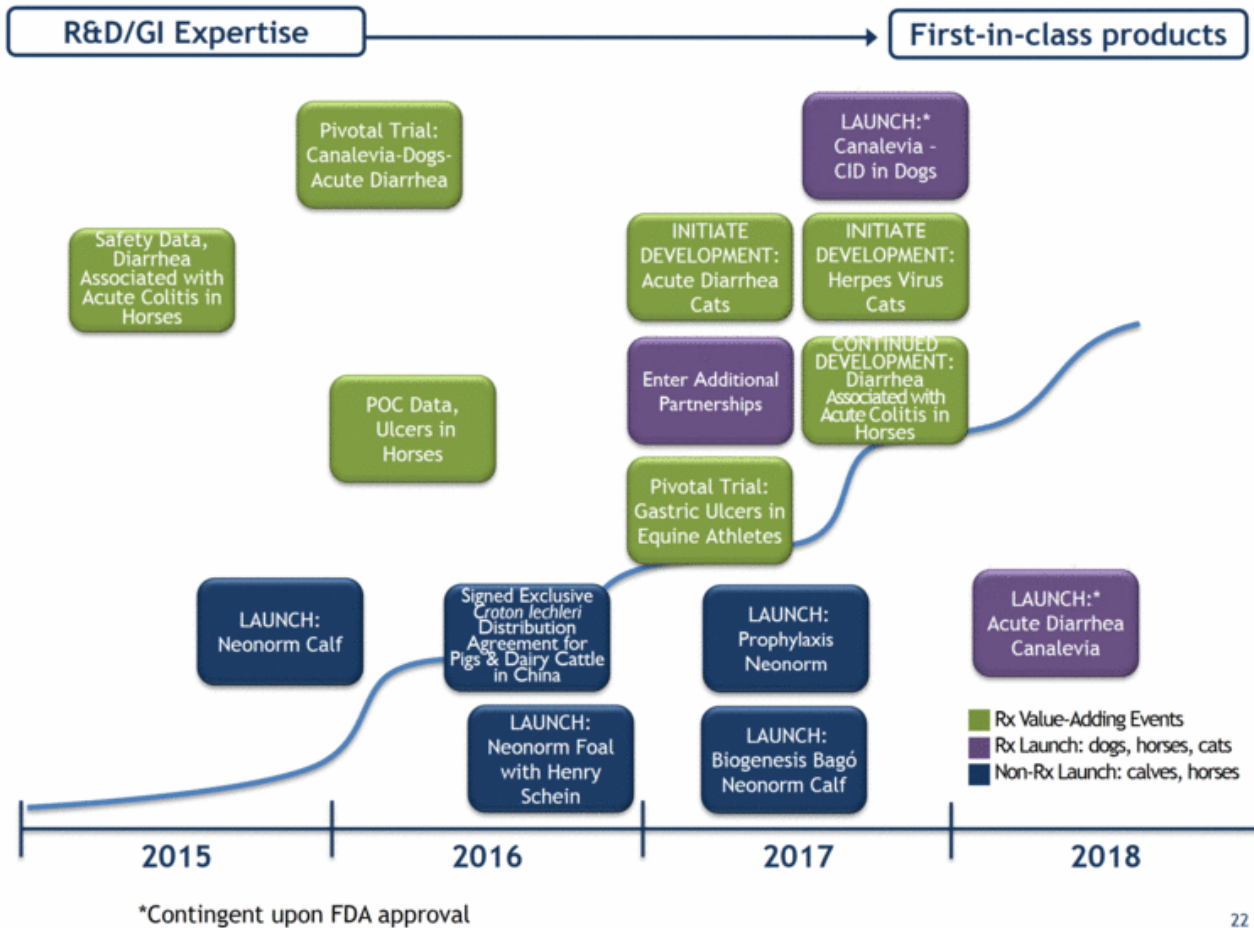 R&D/GI Expertise
First-in-class products
Pivotal Trial:
Canalevia-Dogs-
Acute Diarrhea
LAUNCH:*
Canalevia –
CID in Dogs
Safety Data,
Diarrhea
Associated with
Acute Colitis in
Horses
INITIATE
DEVELOPMENT:
Acute Diarrhea
Cats
INITIATE
DEVELOPMENT:
Herpes Virus
Cats
POC Data,
Ulcers in
Horses
Enter Additional
Partnerships
CONTINUED
DEVELOPMENT:
Diarrhea
Associated with
Acute Colitis in
Horses
Pivotal Trial:
Gastric Ulcers in
Equine Athletes
LAUNCH:
Neonorm Calf
Signed Exclusive
Croton lechleri
Distribution
Agreement for
Pigs & Dairy Cattle
in China
LAUNCH:
Prophylaxis
Neonorm
LAUNCH:*
Acute Diarrhea
Canalevia
LAUNCH:
Neonorm Foal
with Henry
Schein
LAUNCH:
Biogenesis Bagó
Neonorm Calf
Rx Value-Adding Events
Rx Launch: dogs, horses, cats
Non-Rx Launch: calves, horses
2015
2016
2017
2018
*Contingent upon FDA approval
22